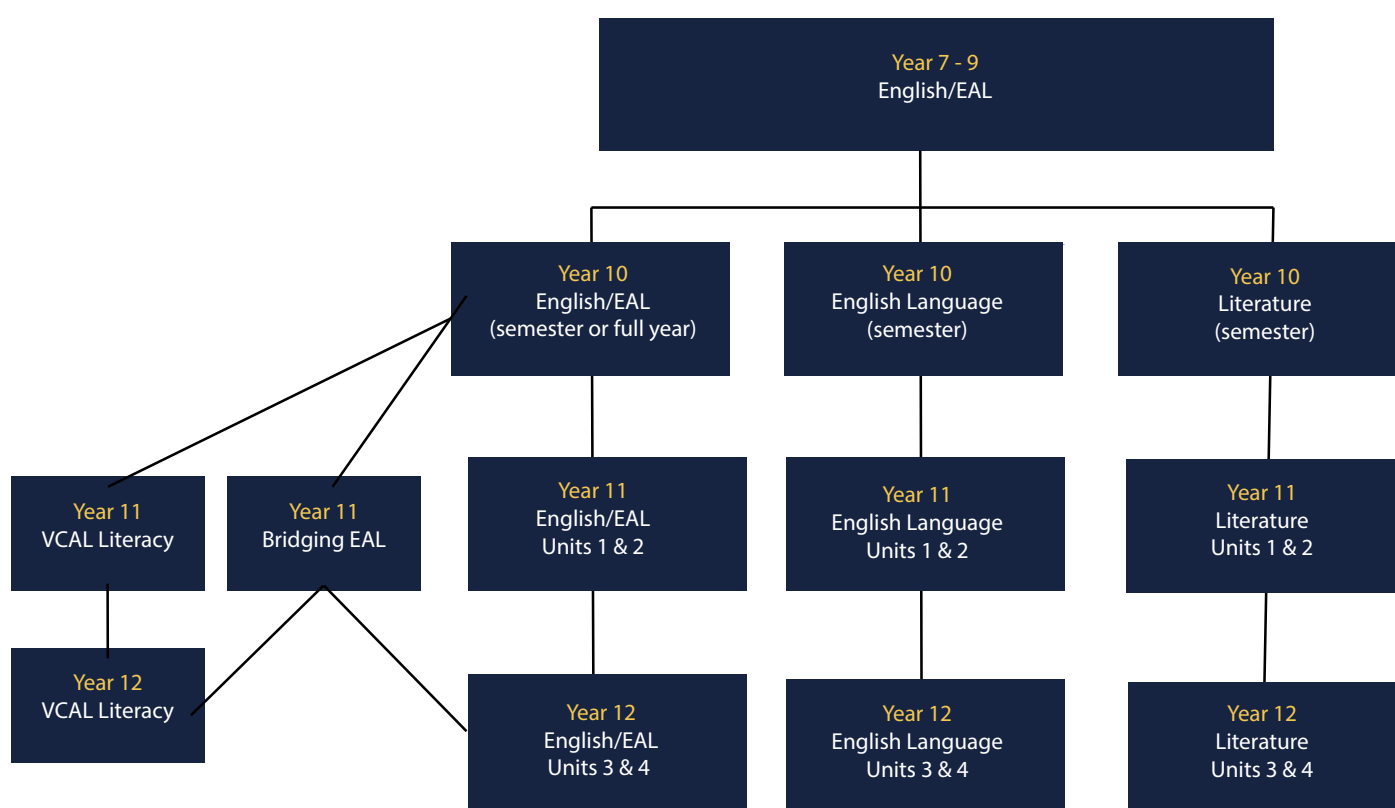 Year 7 - 9
English/EAL
Year 10
English/EAL
(semester or full year)
Year 10
English Language
(semester)
Year 10
Literature
(semester)
Year 11
VCAL Literacy
Year 11
Bridging EAL
Year 11
English/EAL
Units 1 & 2
Year 11
English Language
Units 1 & 2
Year 11
Literature
Units 1 & 2
Year 12
VCAL Literacy
Year 12
English/EAL
Units 3 & 4
Year 12
English Language
Units 3 & 4
Year 12
Literature
Units 3 & 4